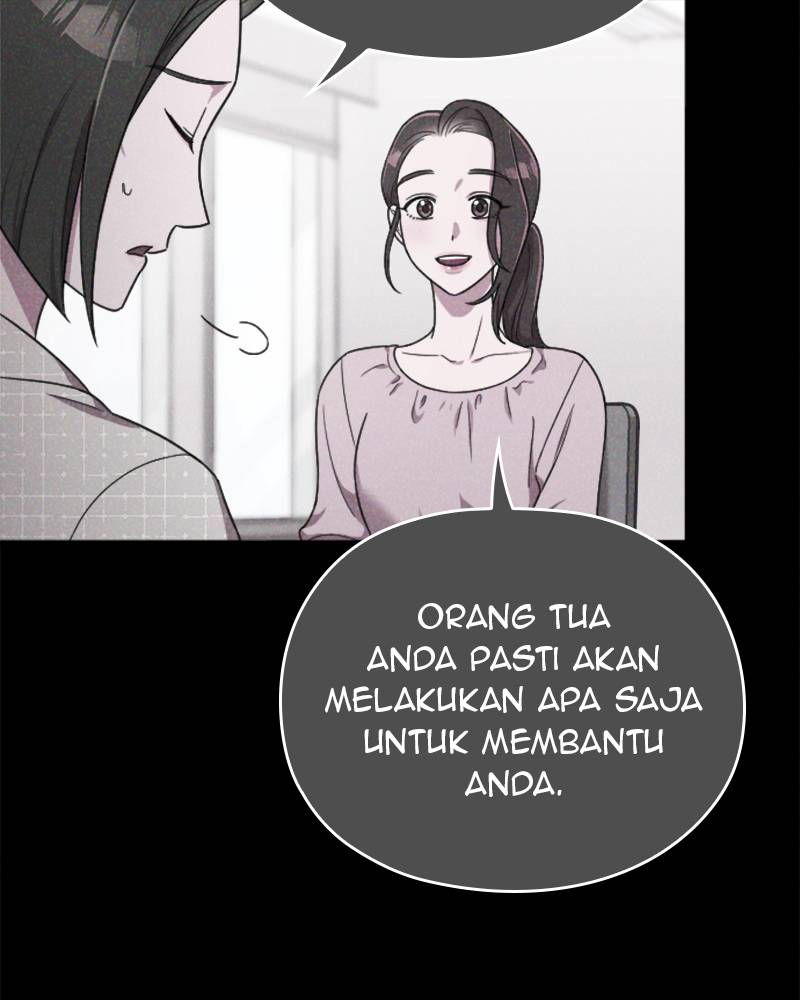 ORANG TUA
ANDA PASTI AKAN
MELAKUKAN APA SAJA
UNTUK MEMBANTU
ANDA.